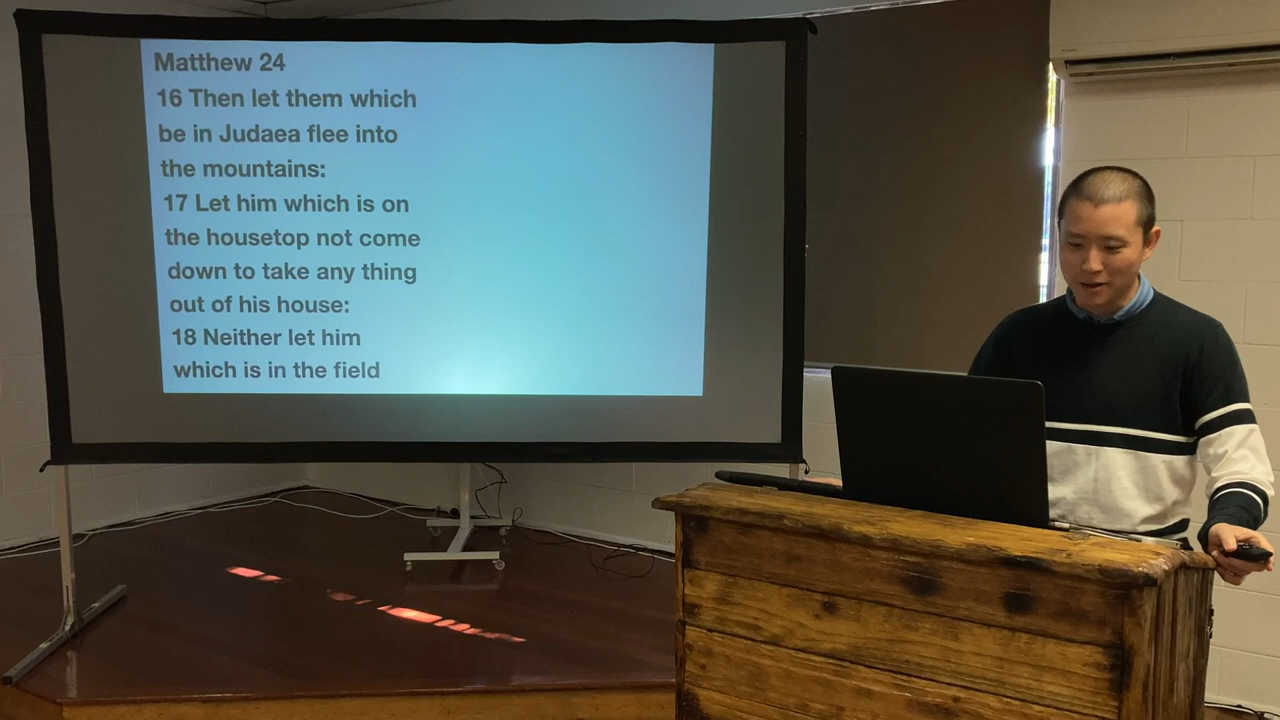 Matthew 24
16 Then let them which
be in Judaea flee into
the mountains:
17 Let him which is on
the housetop not come
down to take any thing
out of his house:
18 Neither let him
which is in the field